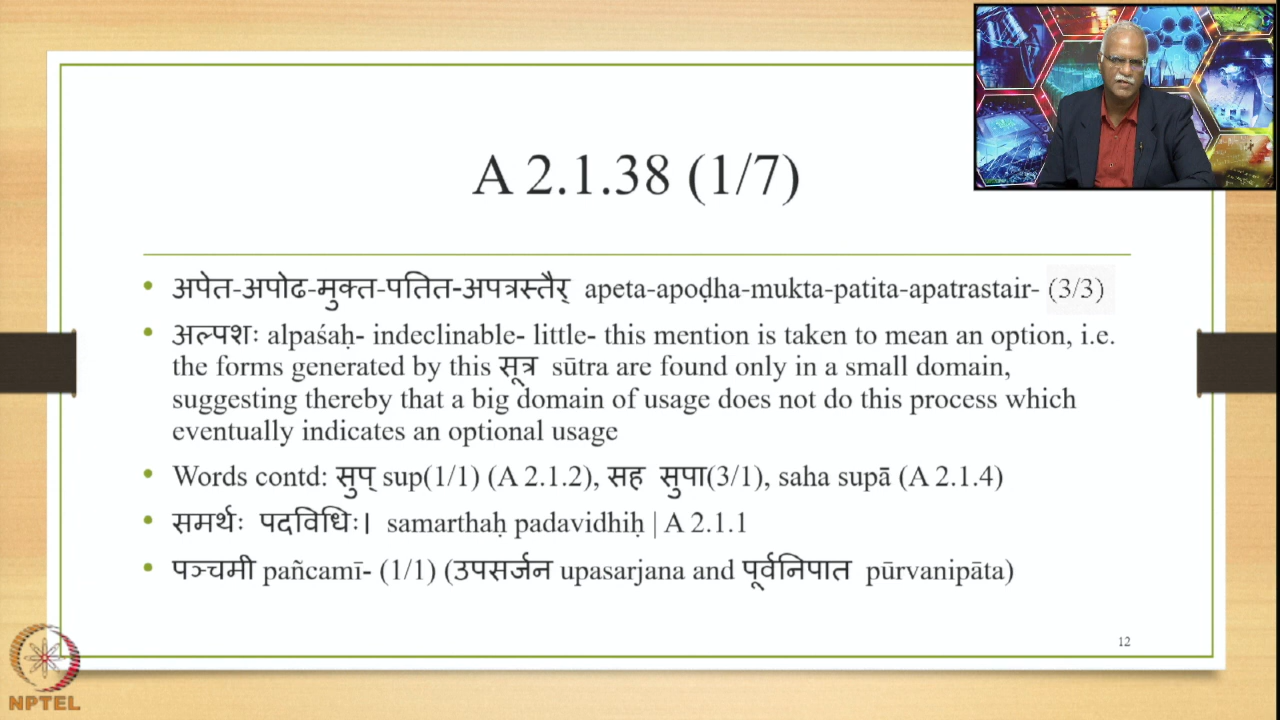 A 2.1.38 (1/7)
• अपेत-अपोढ-मुक्त-पतित-अपत्रस्तैर् apeta-apoḍha-mukta-patita-apatrastair- (3/3)
• अल्पशः alpaśaḥ- indeclinable- little- this mention is taken to mean an option, i.e.
the forms generated by this सूत्र sūtra are found only in a small domain,
suggesting thereby that a big domain of usage does not do this process which
eventually indicates an optional usage
• Words contd: सुप् sup(1/1) (A 2.1.2), सह सुपा(3/1), saha supā (A 2.1.4)
• समर्थः पदविधिः। samarthaḥ padavidhiḥ | A 2.1.1
• पञ्चमी pañcamī- (1/1) (उपसर्जन upasarjana and पूर्वनिपात pūrvanipāta)
12
NPTEL